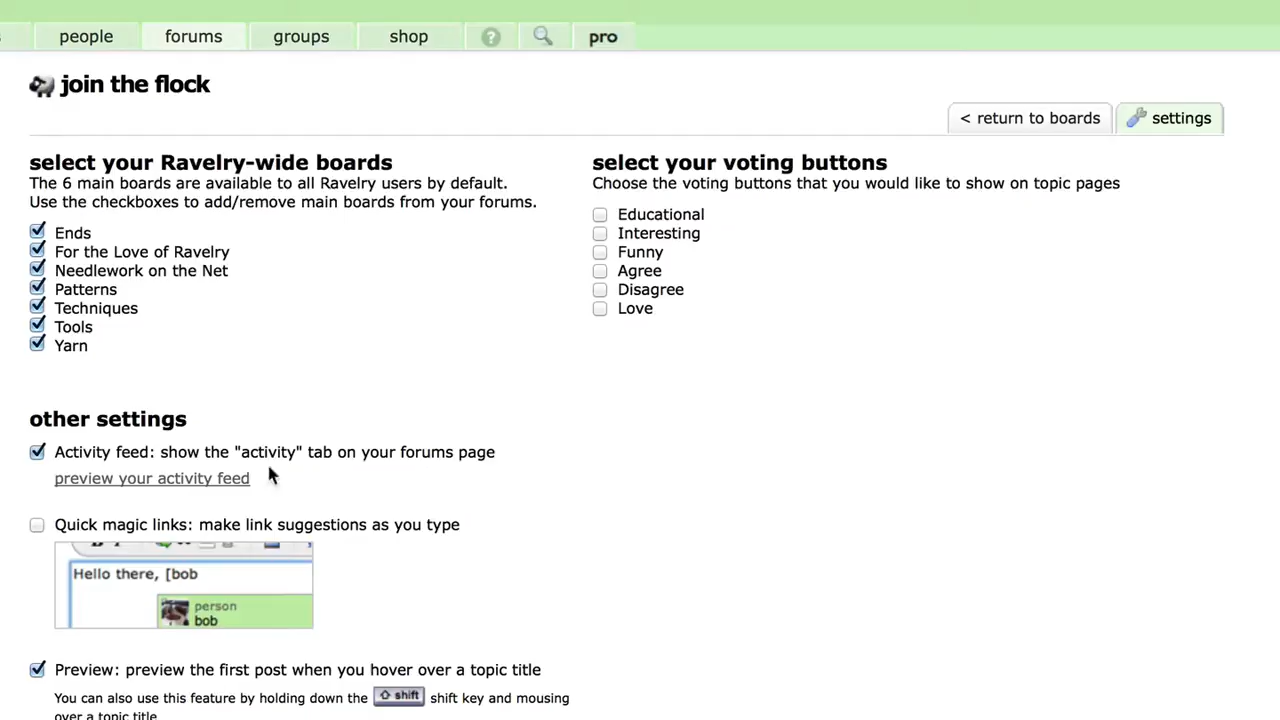 people forums groups shop ? pro
join the flock
< return to boards settings
select your Ravelry-wide boards
The 6 main boards are available to all Ravelry users by default.
Use the checkboxes to add/remove main boards from your forums.
Ends
For the Love of Ravelry
Needlework on the Net
Patterns
Techniques
Tools
Yarn
select your voting buttons
Choose the voting buttons that you would like to show on topic pages
Educational
Interesting
Funny
Agree
Disagree
Love
other settings
Activity feed: show the "activity" tab on your forums page
preview your activity feed
Quick magic links: make link suggestions as you type
Hello there, [bob
person
bob
Preview: preview the first post when you hover over a topic title
You can also use this feature by holding down the ⇧ shift shift key and mousing
over a topic title